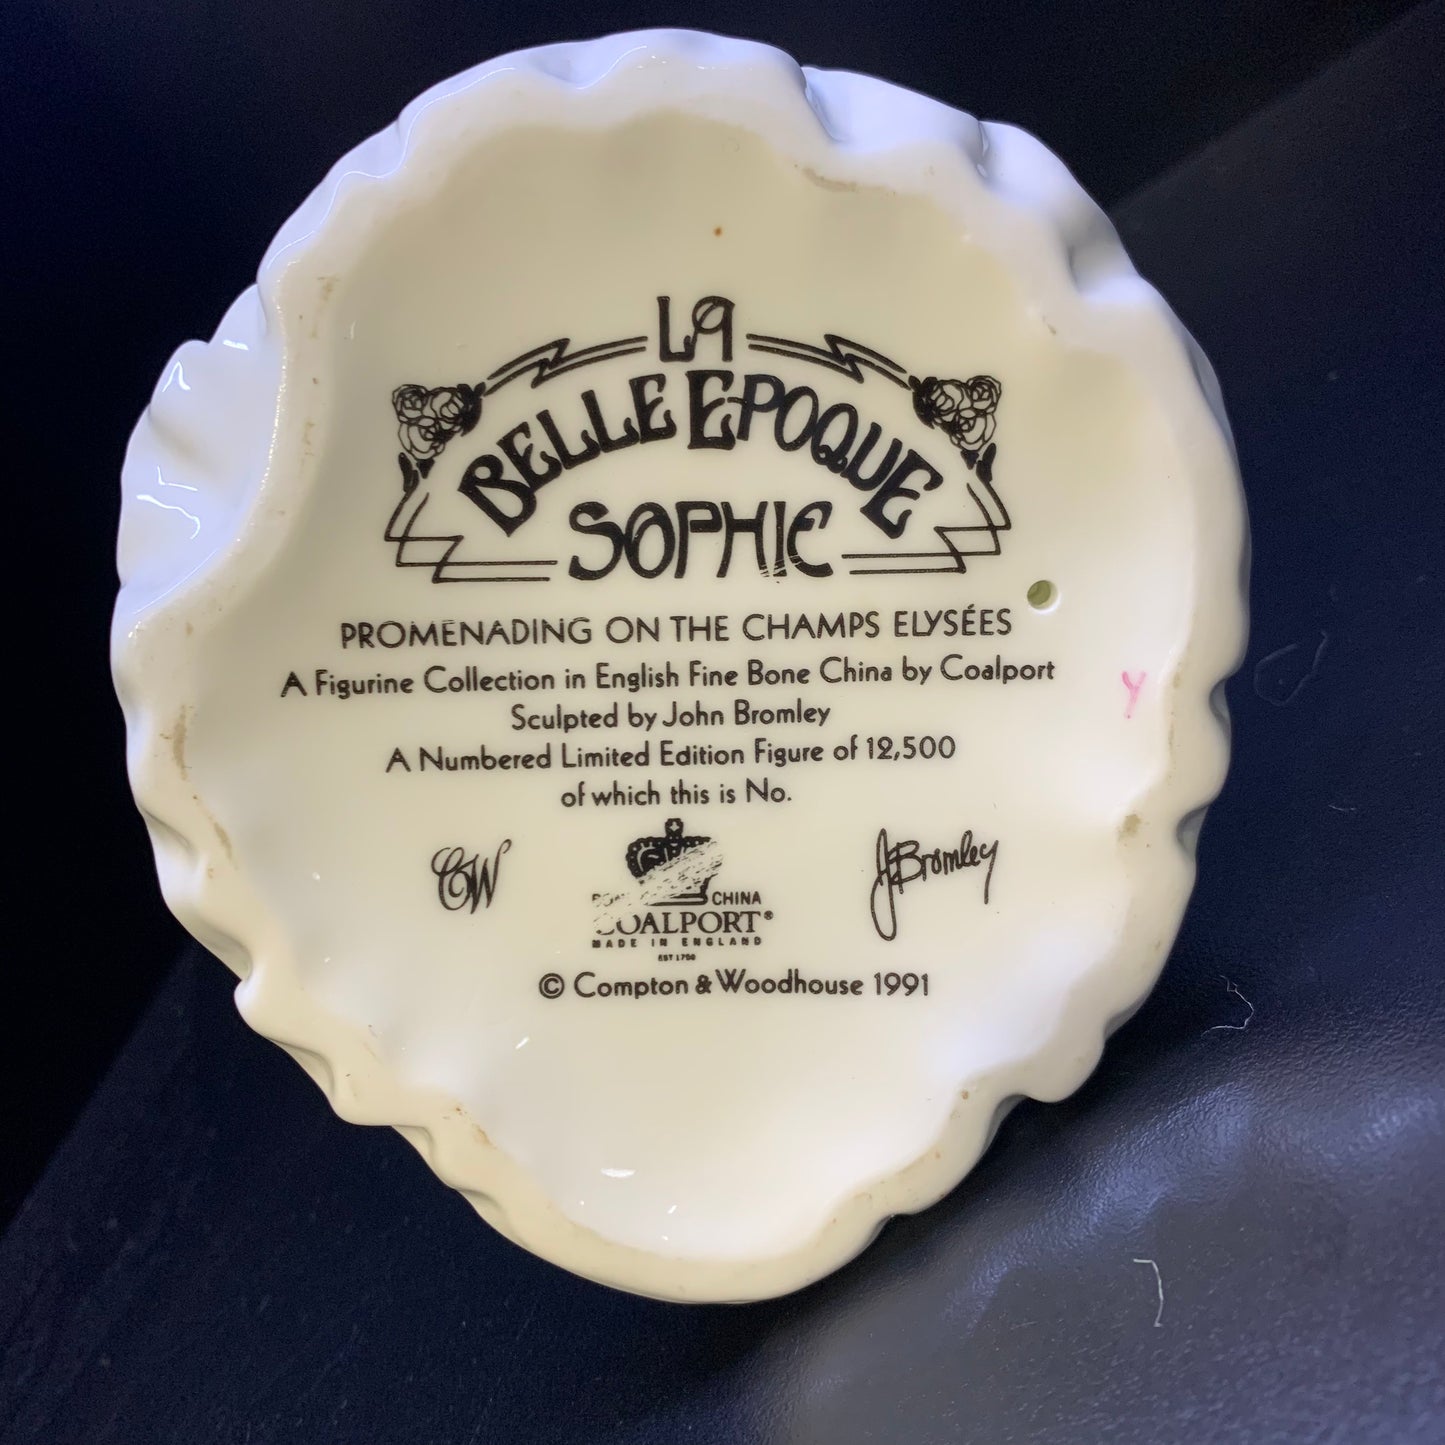 LA
BELLE EPOQUE
SOPHIE
PROMENADING ON THE CHAMPS ELYSÉES
A Figurine Collection in English Fine Bone China by Coalport
Sculpted by John Bromley
A Numbered Limited Edition Figure of 12,500
of which this is No.
CW
CHINA
COALPORT®
MADE IN ENGLAND
EST 1750
J Bromley
© Compton & Woodhouse 1991
Y